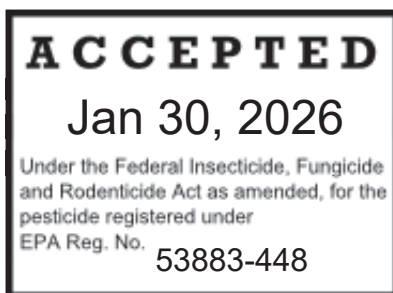 ACCEPTED
Jan 30, 2026
Under the Federal Insecticide, Fungicide
and Rodenticide Act as amended, for the
pesticide registered under
EPA Reg. No. 53883-448